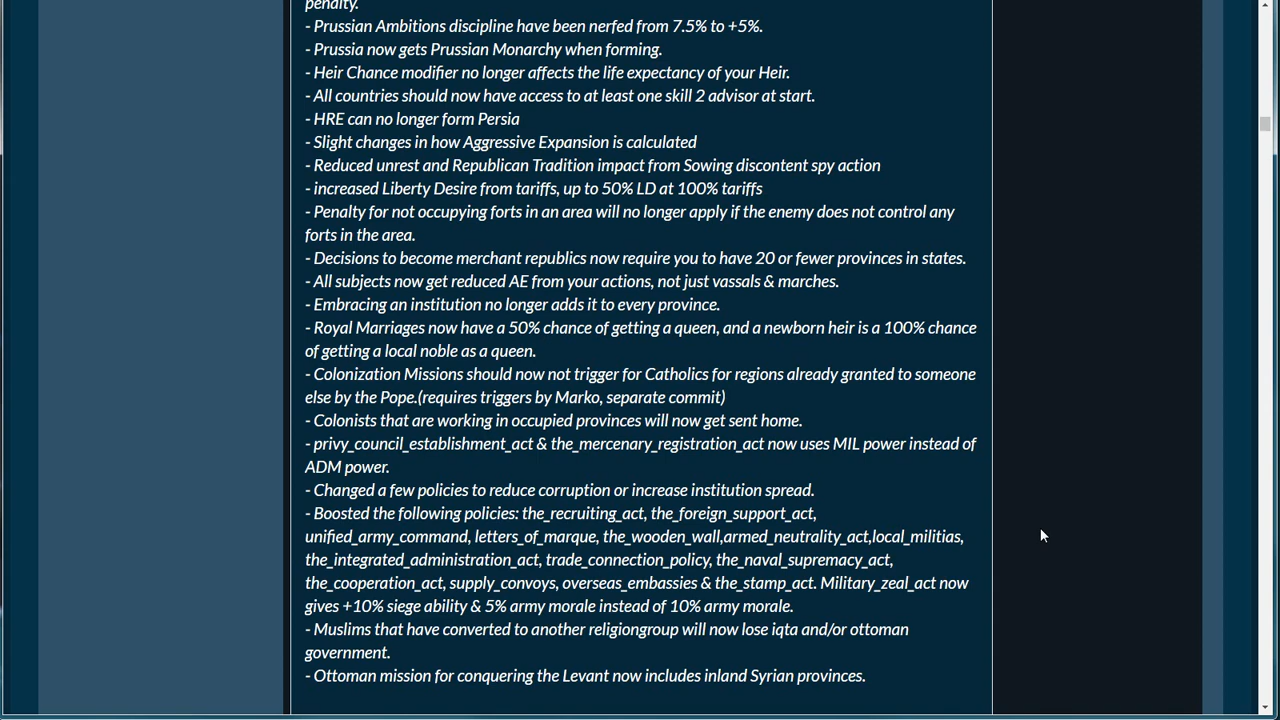 penalty.
- Prussian Ambitions discipline have been nerfed from 7.5% to +5%.
- Prussia now gets Prussian Monarchy when forming.
- Heir Chance modifier no longer affects the life expectancy of your Heir.
- All countries should now have access to at least one skill 2 advisor at start.
- HRE can no longer form Persia
- Slight changes in how Aggressive Expansion is calculated
- Reduced unrest and Republican Tradition impact from Sowing discontent spy action
- increased Liberty Desire from tariffs, up to 50% LD at 100% tariffs
- Penalty for not occupying forts in an area will no longer apply if the enemy does not control any
forts in the area.
- Decisions to become merchant republics now require you to have 20 or fewer provinces in states.
- All subjects now get reduced AE from your actions, not just vassals & marches.
- Embracing an institution no longer adds it to every province.
- Royal Marriages now have a 50% chance of getting a queen, and a newborn heir is a 100% chance
of getting a local noble as a queen.
- Colonization Missions should now not trigger for Catholics for regions already granted to someone
else by the Pope.(requires triggers by Marko, separate commit)
- Colonists that are working in occupied provinces will now get sent home.
- privy_council_establishment_act & the_mercenary_registration_act now uses MIL power instead of
ADM power.
- Changed a few policies to reduce corruption or increase institution spread.
- Boosted the following policies: the_recruiting_act, the_foreign_support_act,
unified_army_command, letters_of_marque, the_wooden_wall,armed_neutrality_act,local_militias,
the_integrated_administration_act, trade_connection_policy, the_naval_supremacy_act,
the_cooperation_act, supply_convoys, overseas_embassies & the_stamp_act. Military_zeal_act now
gives +10% siege ability & 5% army morale instead of 10% army morale.
- Muslims that have converted to another religiongroup will now lose iqta and/or ottoman
government.
- Ottoman mission for conquering the Levant now includes inland Syrian provinces.